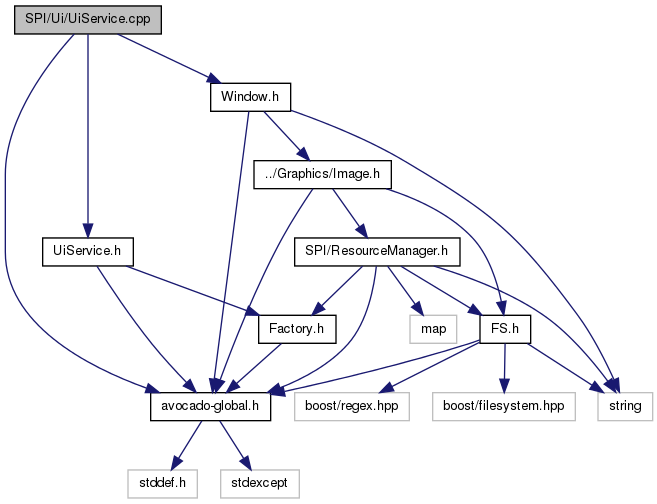 SPI/Ui/UiService.cpp
Window.h
../Graphics/Image.h
UiService.h
SPI/ResourceManager.h
Factory.h
map
FS.h
avocado-global.h
boost/regex.hpp
boost/filesystem.hpp
string
stddef.h
stdexcept